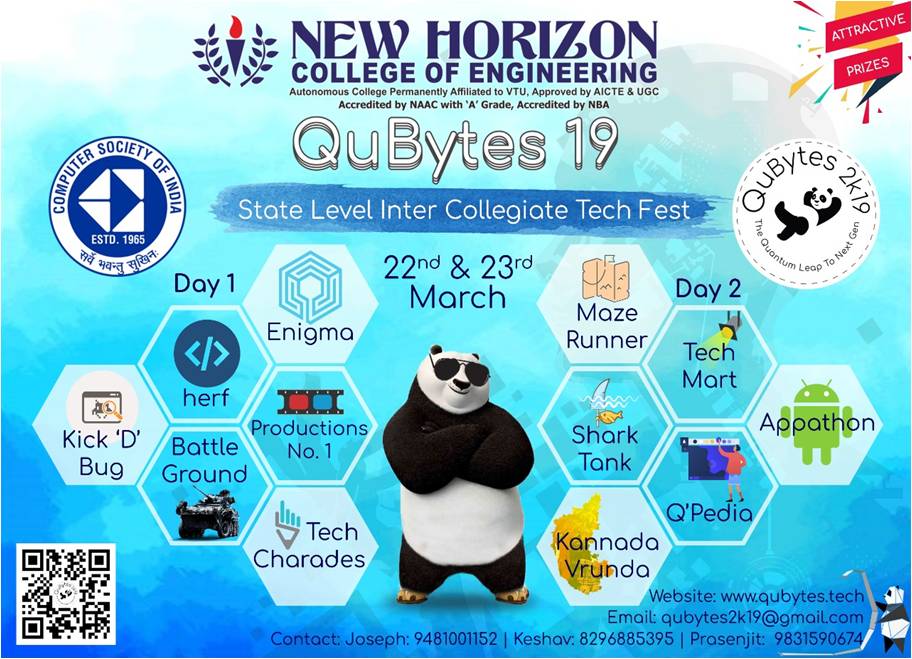 NEW HORIZON
COLLEGE OF ENGINEERING
Autonomous College Permanently Affiliated to VTU, Approved by AICTE & UGC
Accredited by NAAC with 'A' Grade, Accredited by NBA
ATTRACTIVE
PRIZES
QuBytes 19
State Level Inter Collegiate Tech Fest
COMPUTER SOCIETY OF INDIA
ESTD. 1965
सर्वे भवन्तु सुखिनः
QuBytes 2k19
The Quantum Leap To Next Gen
22nd & 23rd
March
Day 1
Enigma
</>
herf
Kick 'D'
Bug
Productions
No. 1
Battle
Ground
Tech
Charades
Day 2
Maze
Runner
Tech
Mart
Appathon
Shark
Tank
Q'Pedia
Kannada
Vrunda
Website: www.qubytes.tech
Email: qubytes2k19@gmail.com
Contact: Joseph: 9481001152 | Keshav: 8296885395 | Prasenjit: 9831590674